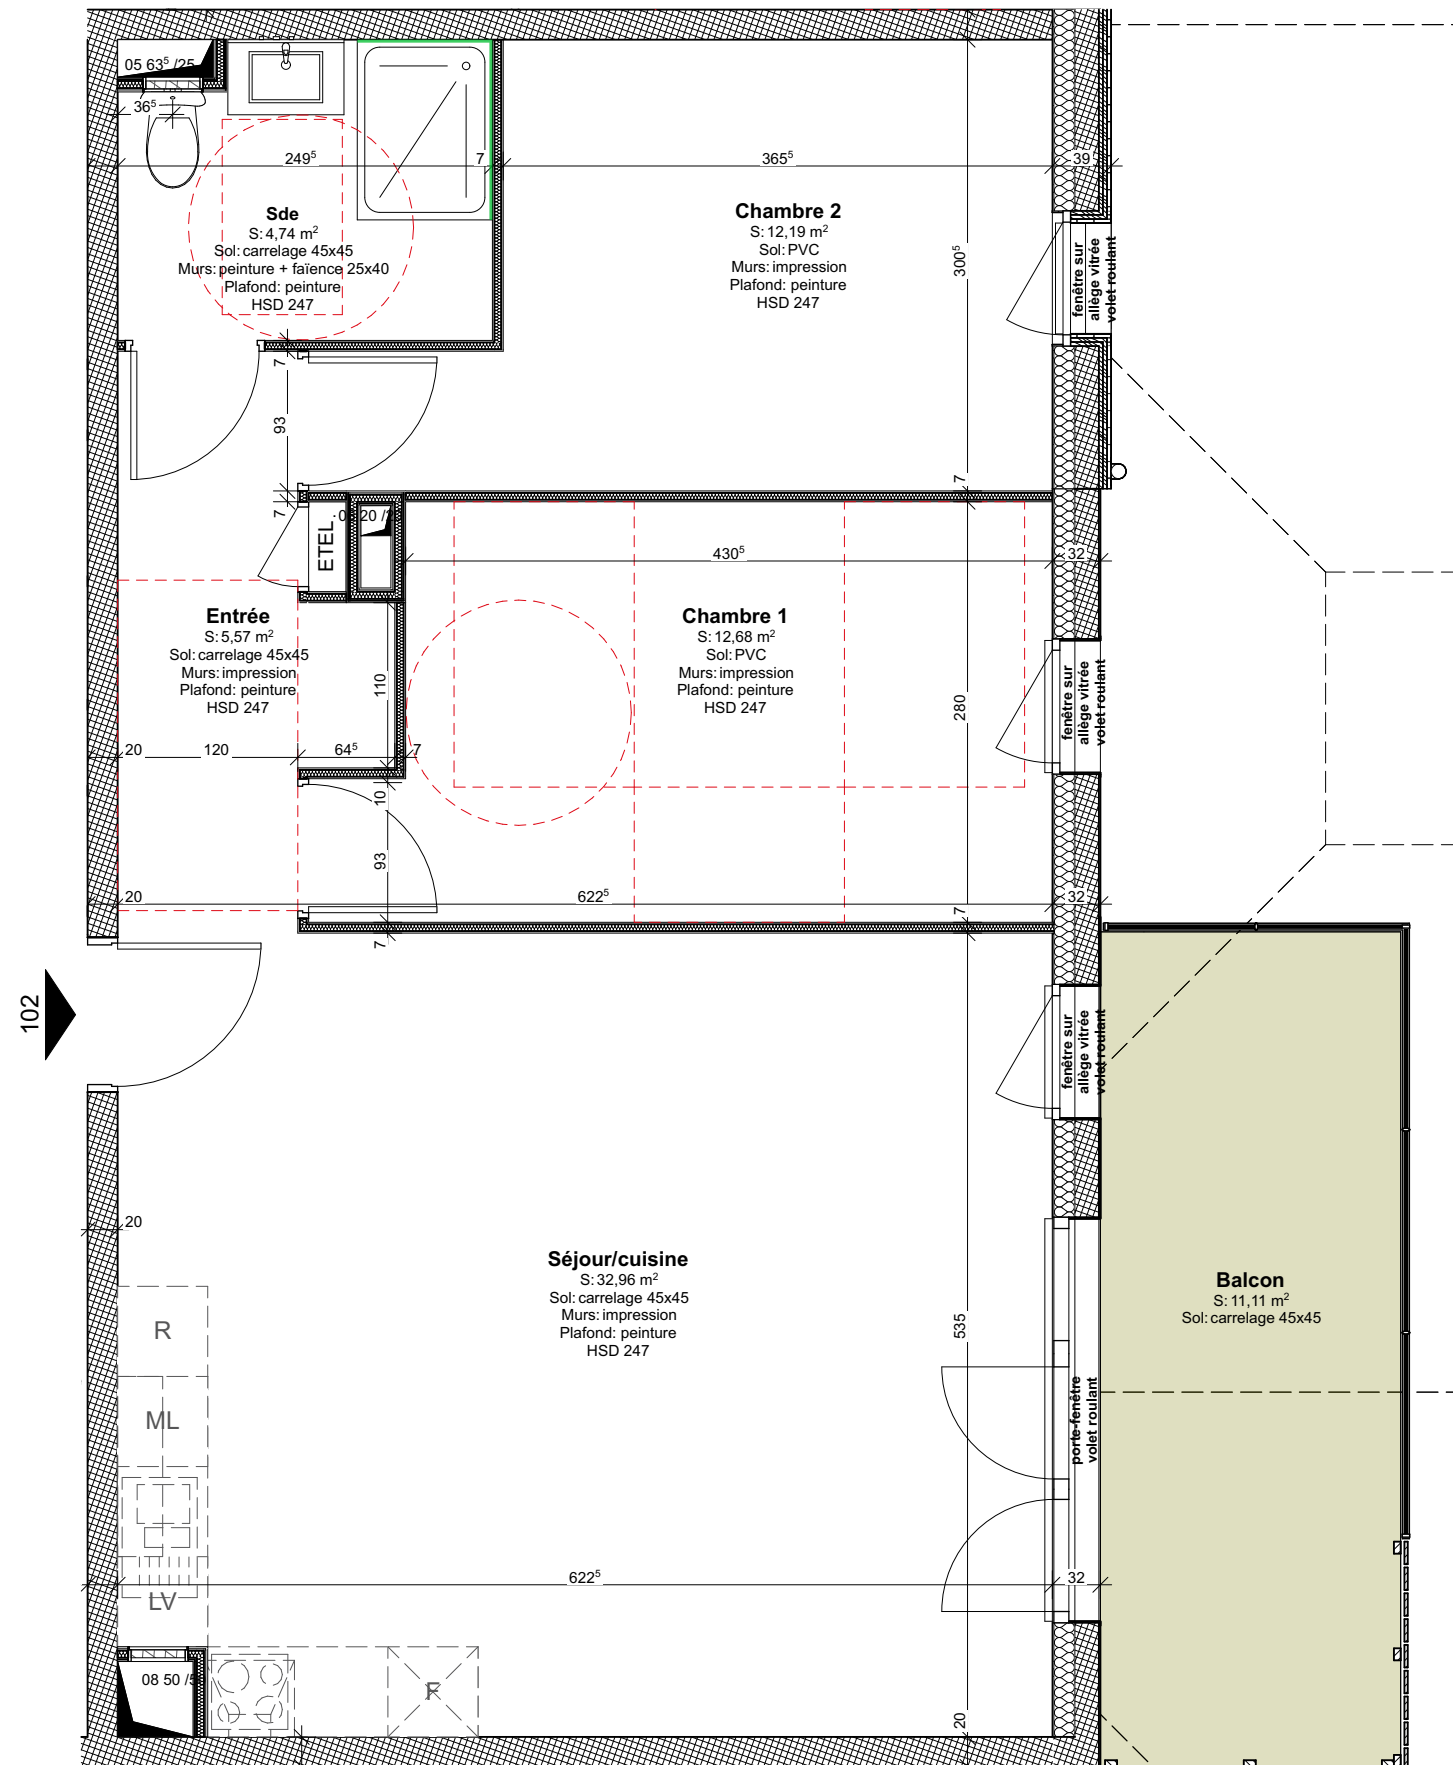 05 63⁵ /25
36⁵
249⁵
7
365⁵
39
Sde
S: 4,74 m²
Sol: carrelage 45x45
Murs: peinture + faïence 25x40
Plafond: peinture
HSD 247
Chambre 2
S: 12,19 m²
Sol: PVC
Murs: impression
Plafond: peinture
HSD 247
300⁵
fenêtre sur
allège vitrée
volet roulant
7
93
7
7
ETEL
20
430⁵
32
Entrée
S: 5,57 m²
Sol: carrelage 45x45
Murs: impression
Plafond: peinture
HSD 247
Chambre 1
S: 12,68 m²
Sol: PVC
Murs: impression
Plafond: peinture
HSD 247
110
280
fenêtre sur
allège vitrée
volet roulant
20
120
64⁵
7
10
93
20
622⁵
32
7
7
102
fenêtre sur
allège vitrée
volet roulant
20
Séjour/cuisine
S: 32,96 m²
Sol: carrelage 45x45
Murs: impression
Plafond: peinture
HSD 247
535
Balcon
S: 11,11 m²
Sol: carrelage 45x45
R
ML
porte-fenêtre
volet roulant
LV
622⁵
32
08 50
F
20